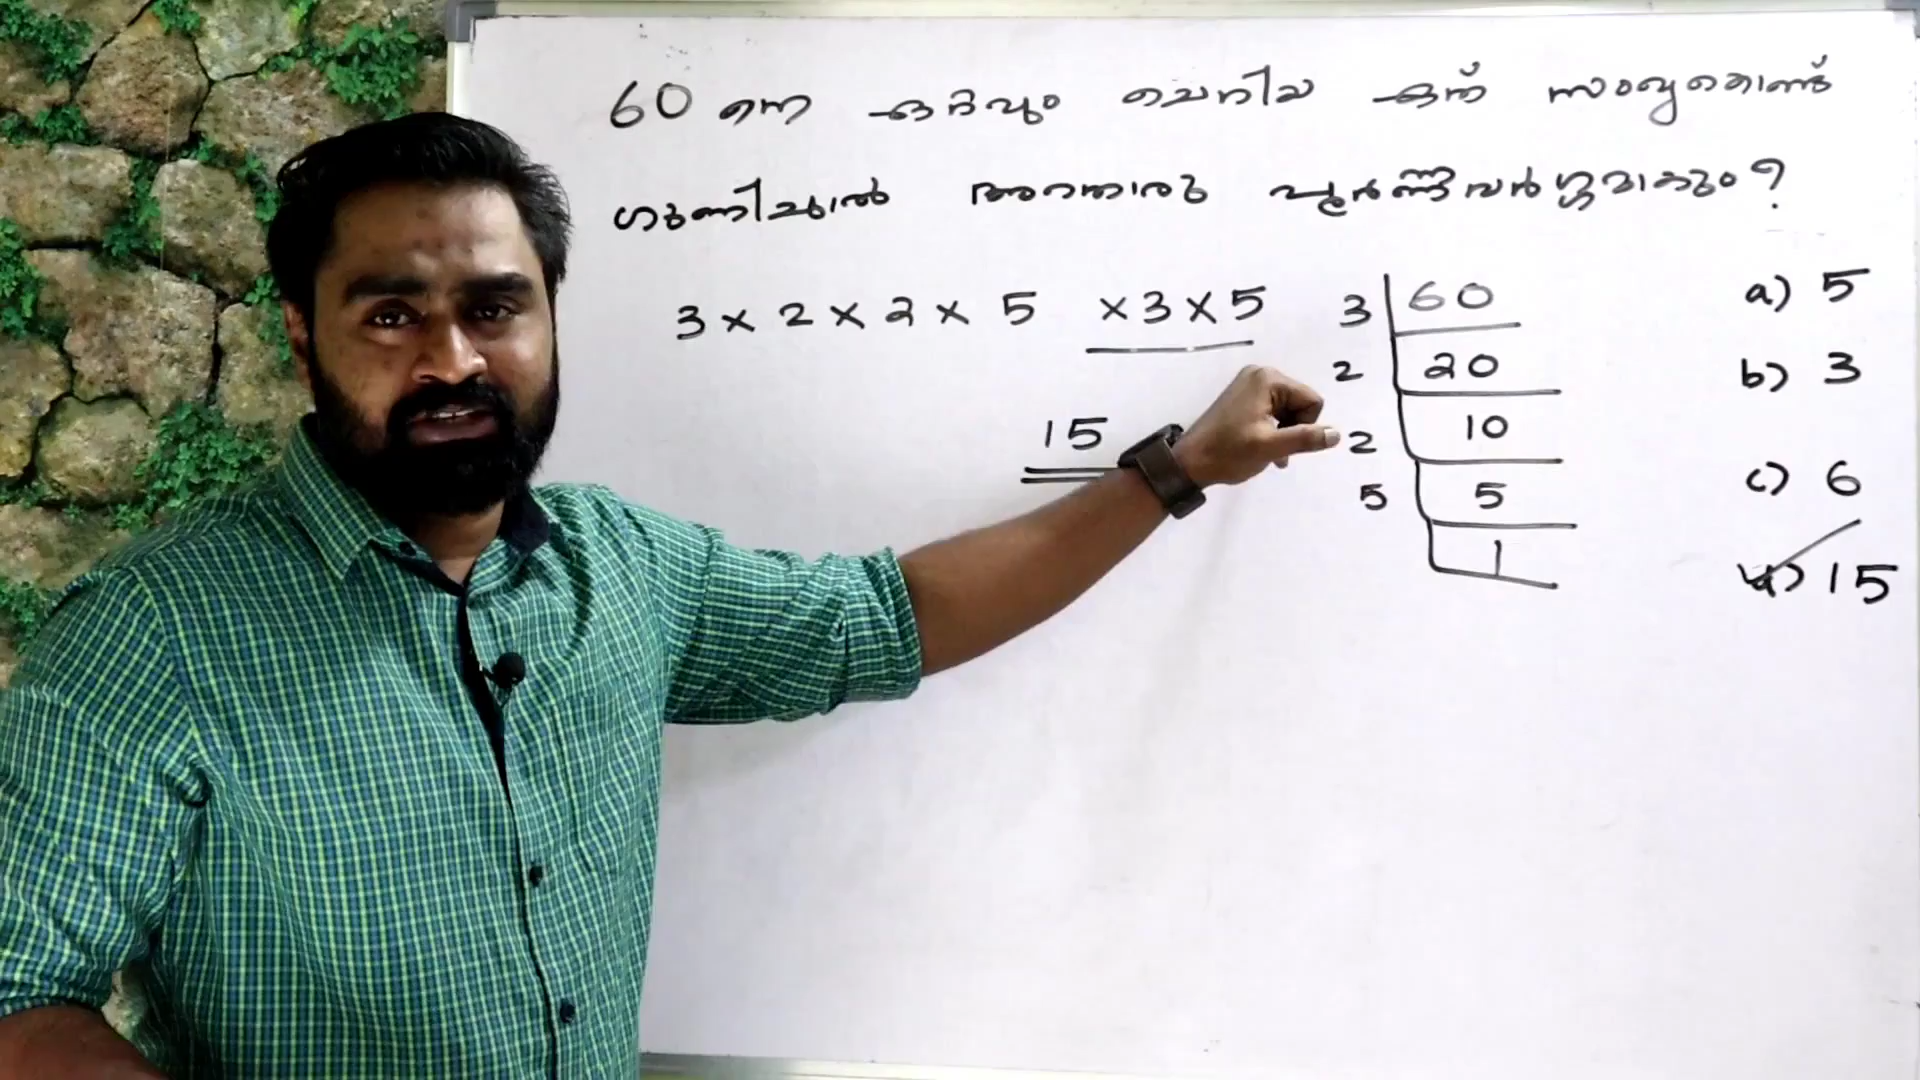 60 നെ ഏറ്റവും ചെറിയ ഏത് സംഖ്യകൊണ്ട്
ഗുണിച്ചാൽ അതൊരു പൂർണ്ണവർഗ്ഗമാകും?
3 × 2 × 2 × 5 × 3 × 5
15
3 60
2 20
2 10
5 5
1
a) 5
b) 3
c) 6
d) 15